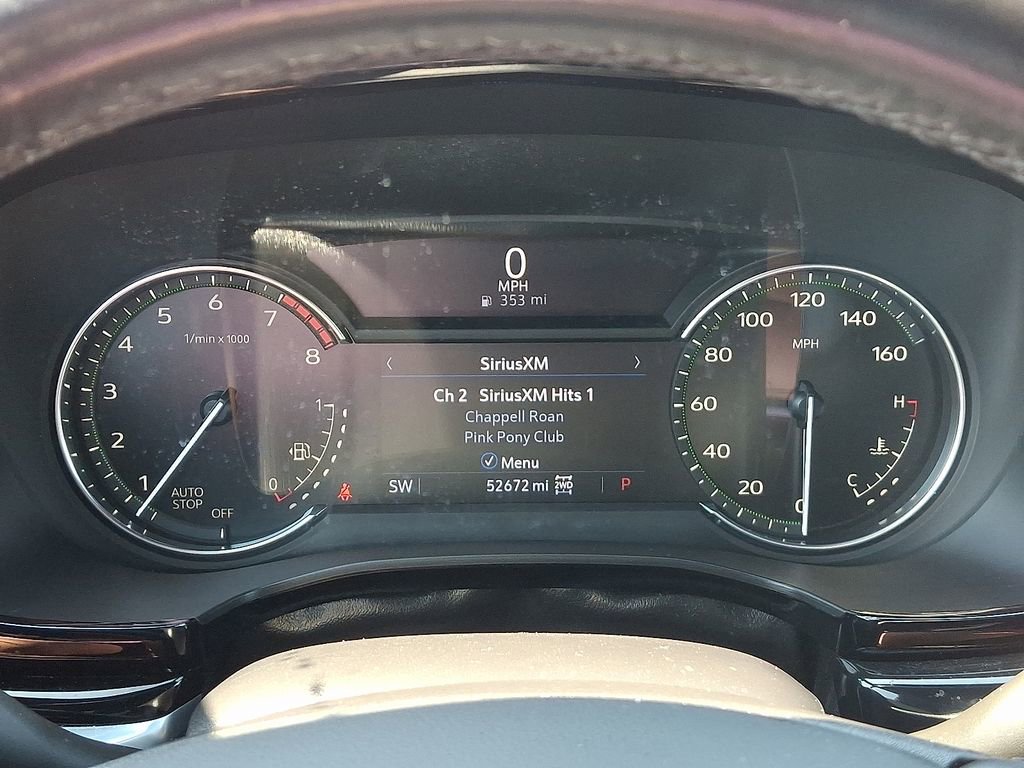 0
MPH
353 mi
1 2 3 4 5 6 7 8
1/min x 1000
AUTO
STOP
OFF
1
0
SiriusXM
Ch 2 SiriusXM Hits 1
Chappell Roan
Pink Pony Club
Menu
SW 52672 mi 2WD P
0 20 40 60 80 100 120 140 160
MPH
H
C